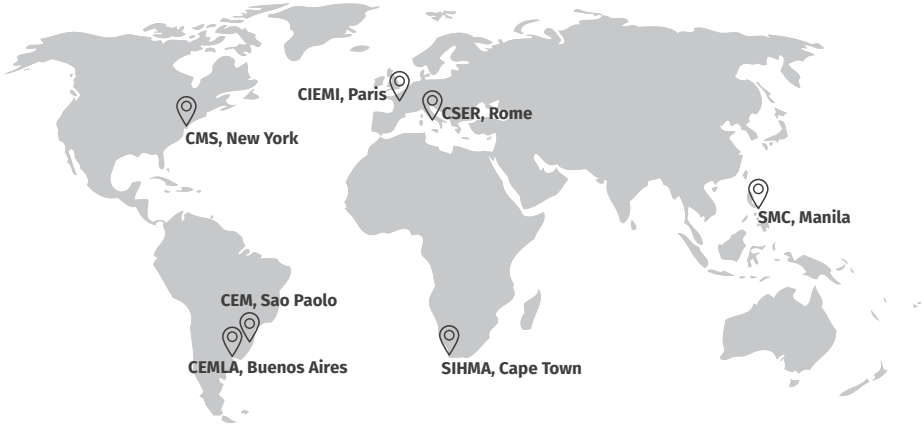 CIEMI, Paris
CSER, Rome
CMS, New York
SMC, Manila
CEM, Sao Paolo
CEMLA, Buenos Aires
SIHMA, Cape Town